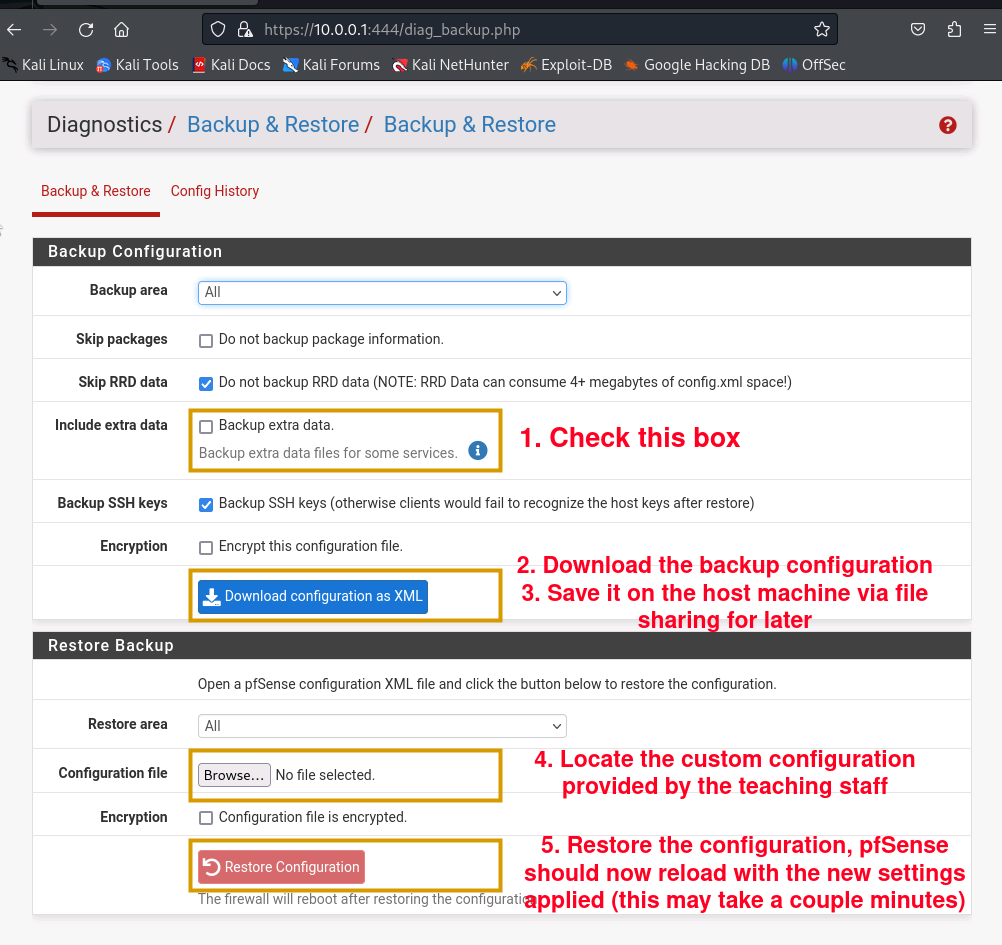 https://10.0.0.1:444/diag_backup.php
Kali Linux Kali Tools Kali Docs Kali Forums Kali NetHunter Exploit-DB Google Hacking DB OffSec
Diagnostics / Backup & Restore / Backup & Restore
Backup & Restore Config History
Backup Configuration
Backup area All
Skip packages Do not backup package information.
Skip RRD data Do not backup RRD data (NOTE: RRD Data can consume 4+ megabytes of config.xml space!)
Include extra data Backup extra data.
Backup extra data files for some services.
1. Check this box
Backup SSH keys Backup SSH keys (otherwise clients would fail to recognize the host keys after restore)
Encryption Encrypt this configuration file.
Download configuration as XML
2. Download the backup configuration
3. Save it on the host machine via file
sharing for later
Restore Backup
Open a pfSense configuration XML file and click the button below to restore the configuration.
Restore area All
Configuration file Browse... No file selected.
4. Locate the custom configuration
provided by the teaching staff
Encryption Configuration file is encrypted.
Restore Configuration
The firewall will reboot after restoring the configuration
5. Restore the configuration, pfSense
should now reload with the new settings
applied (this may take a couple minutes)